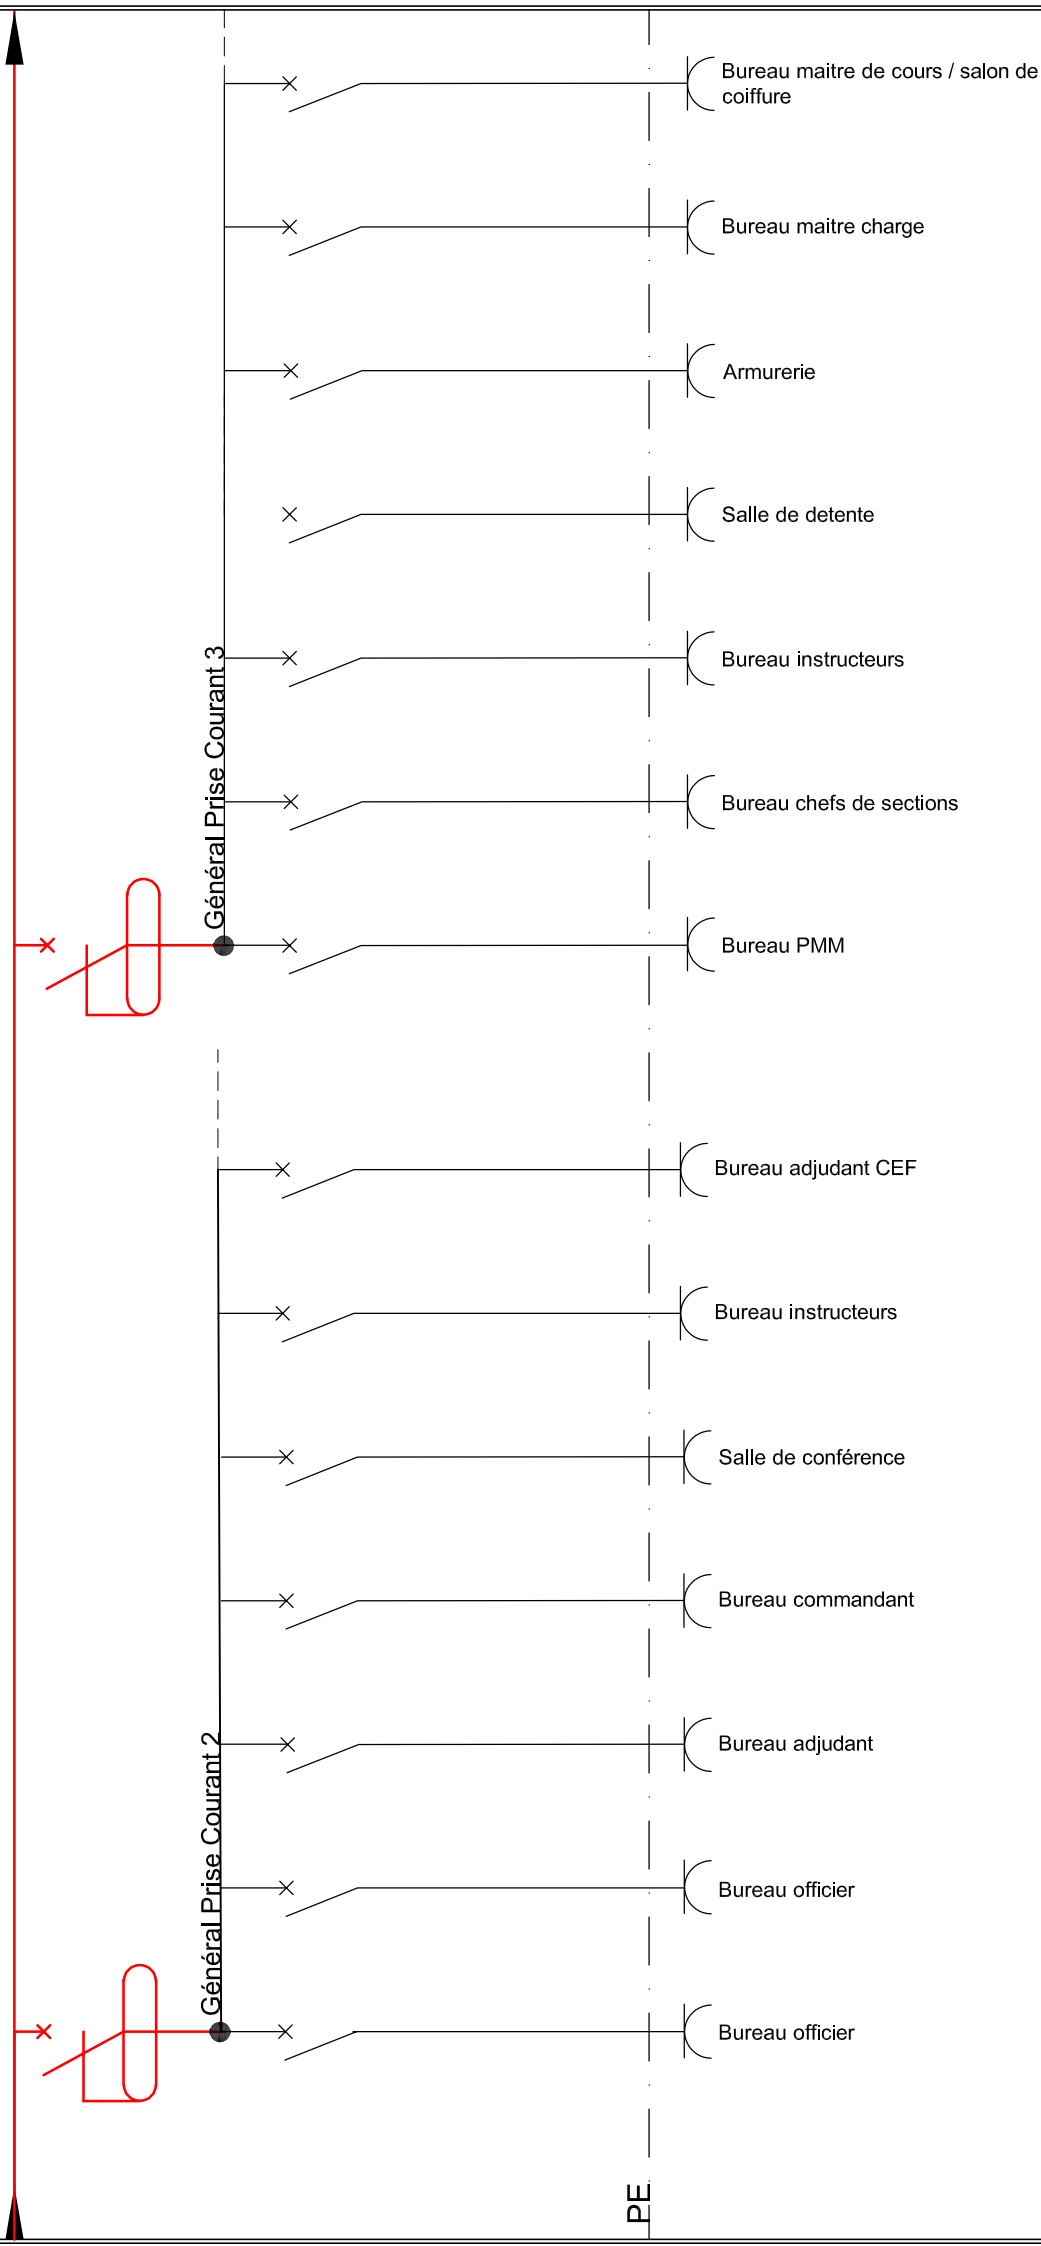 Bureau maitre de cours / salon de
coiffure
Bureau maitre charge
Armurerie
Salle de detente
Bureau instructeurs
Général Prise Courant 3
Bureau chefs de sections
Bureau PMM
Bureau adjudant CEF
Bureau instructeurs
Salle de conférence
Bureau commandant
Bureau adjudant
Général Prise Courant 2
Bureau officier
Bureau officier
PE